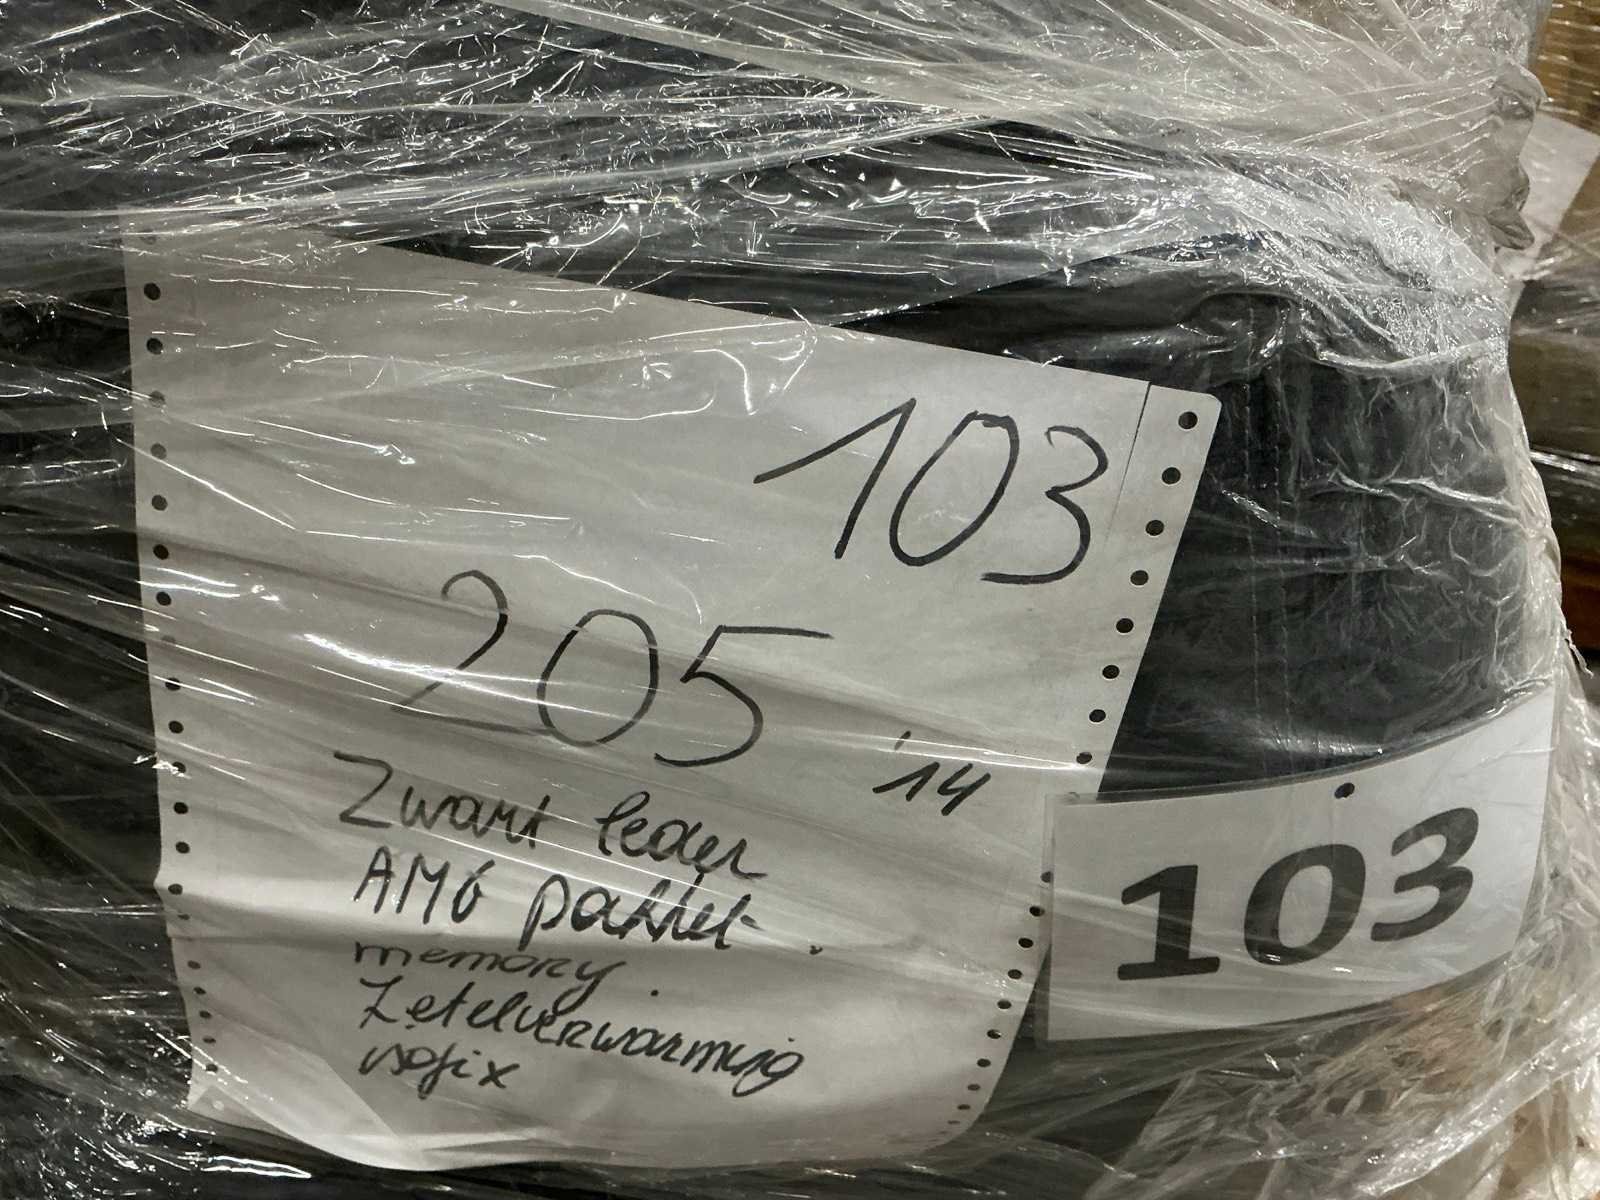 103
205
'14
Zwart leder
AMG pakket.
memory.
Zetelverwarming
isofix
103